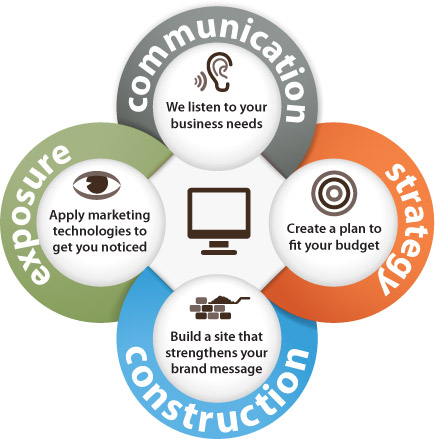 communication
We listen to your
business needs
exposure
Apply marketing
technologies to
get you noticed
strategy
Create a plan to
fit your budget
Build a site that
strengthens your
brand message
construction